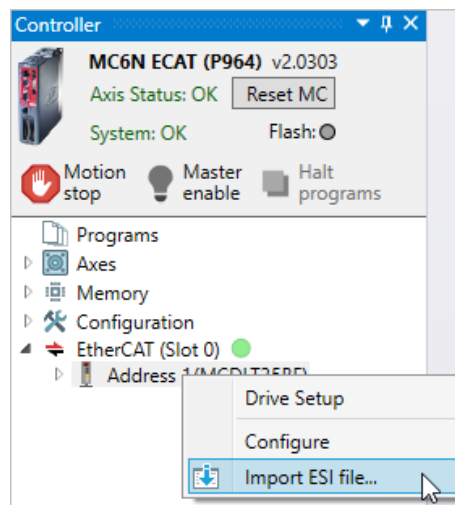 Controller
MC6N ECAT (P964) v2.0303
Axis Status: OK Reset MC
System: OK Flash:
Motion stop
Master enable
Halt programs
Programs
Axes
Memory
Configuration
EtherCAT (Slot 0)
Address
Drive Setup
Configure
Import ESI file...